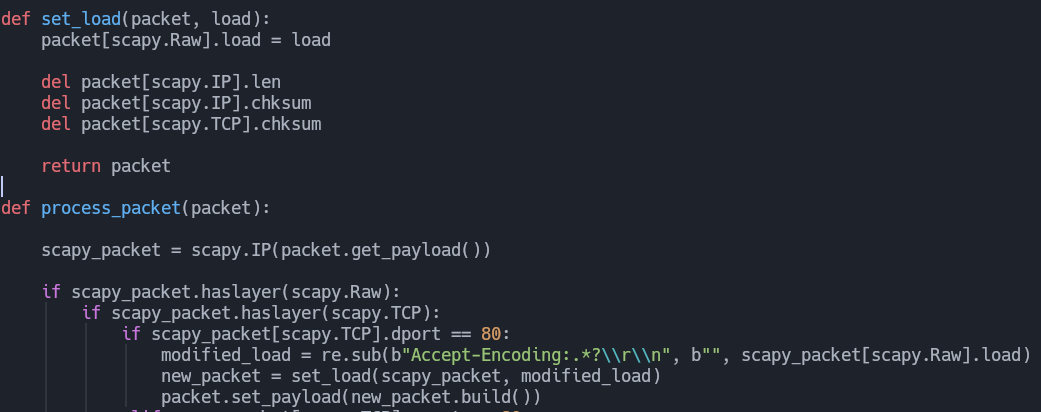 def set_load(packet, load):
    packet[scapy.Raw].load = load

    del packet[scapy.IP].len
    del packet[scapy.IP].chksum
    del packet[scapy.TCP].chksum

    return packet

def process_packet(packet):

    scapy_packet = scapy.IP(packet.get_payload())

    if scapy_packet.haslayer(scapy.Raw):
        if scapy_packet.haslayer(scapy.TCP):
            if scapy_packet[scapy.TCP].dport == 80:
                modified_load = re.sub(b"Accept-Encoding:.*?\\r\\n", b"", scapy_packet[scapy.Raw].load)
                new_packet = set_load(scapy_packet, modified_load)
                packet.set_payload(new_packet.build())